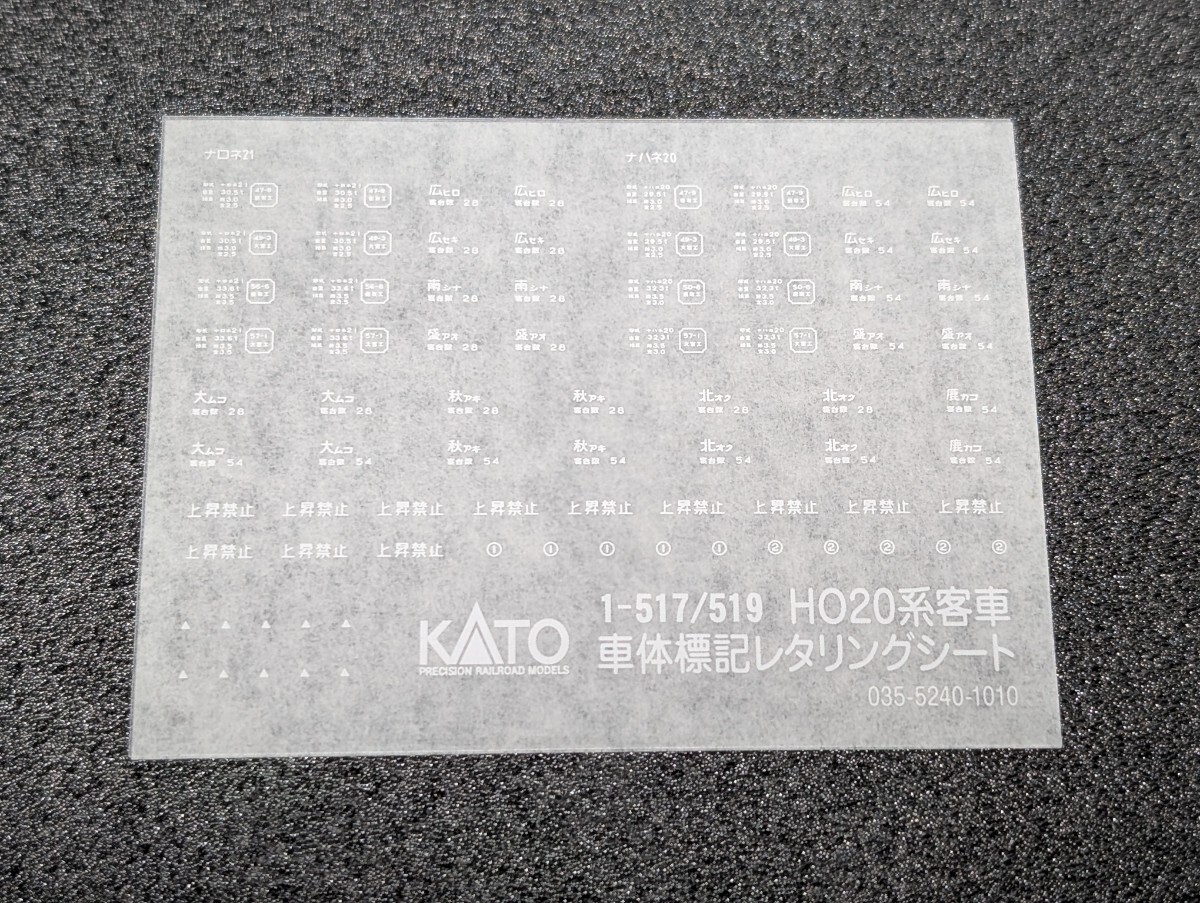 ナロネ21 ナハネ20
広ヒロ 広ヒロ 広ヒロ 広ヒロ
寝台数 28 寝台数 28 寝台数 54 寝台数 54
広セキ 広セキ 広セキ 広セキ
寝台数 28 寝台数 28 寝台数 54 寝台数 54
南シナ 南シナ 南シナ 南シナ
寝台数 28 寝台数 28 寝台数 54 寝台数 54
盛アオ 盛アオ 盛アオ 盛アオ
寝台数 28 寝台数 28 寝台数 54 寝台数 54
大ムコ 大ムコ 秋アキ 秋アキ 北オク 北オク 鹿カコ
寝台数 28 寝台数 28 寝台数 28 寝台数 28 寝台数 28 寝台数 28 寝台数 54
大ムコ 大ムコ 秋アキ 秋アキ 北オク 北オク 鹿カコ
寝台数 54 寝台数 54 寝台数 54 寝台数 54 寝台数 54 寝台数 54 寝台数 54
上昇禁止 上昇禁止 上昇禁止 上昇禁止 上昇禁止 上昇禁止 上昇禁止 上昇禁止 上昇禁止
上昇禁止 上昇禁止 上昇禁止 ① ① ① ① ① ② ② ② ② ②
KATO
PRECISION RAILROAD MODELS
1-517/519 HO20系客車
車体標記レタリングシート
035-5240-1010